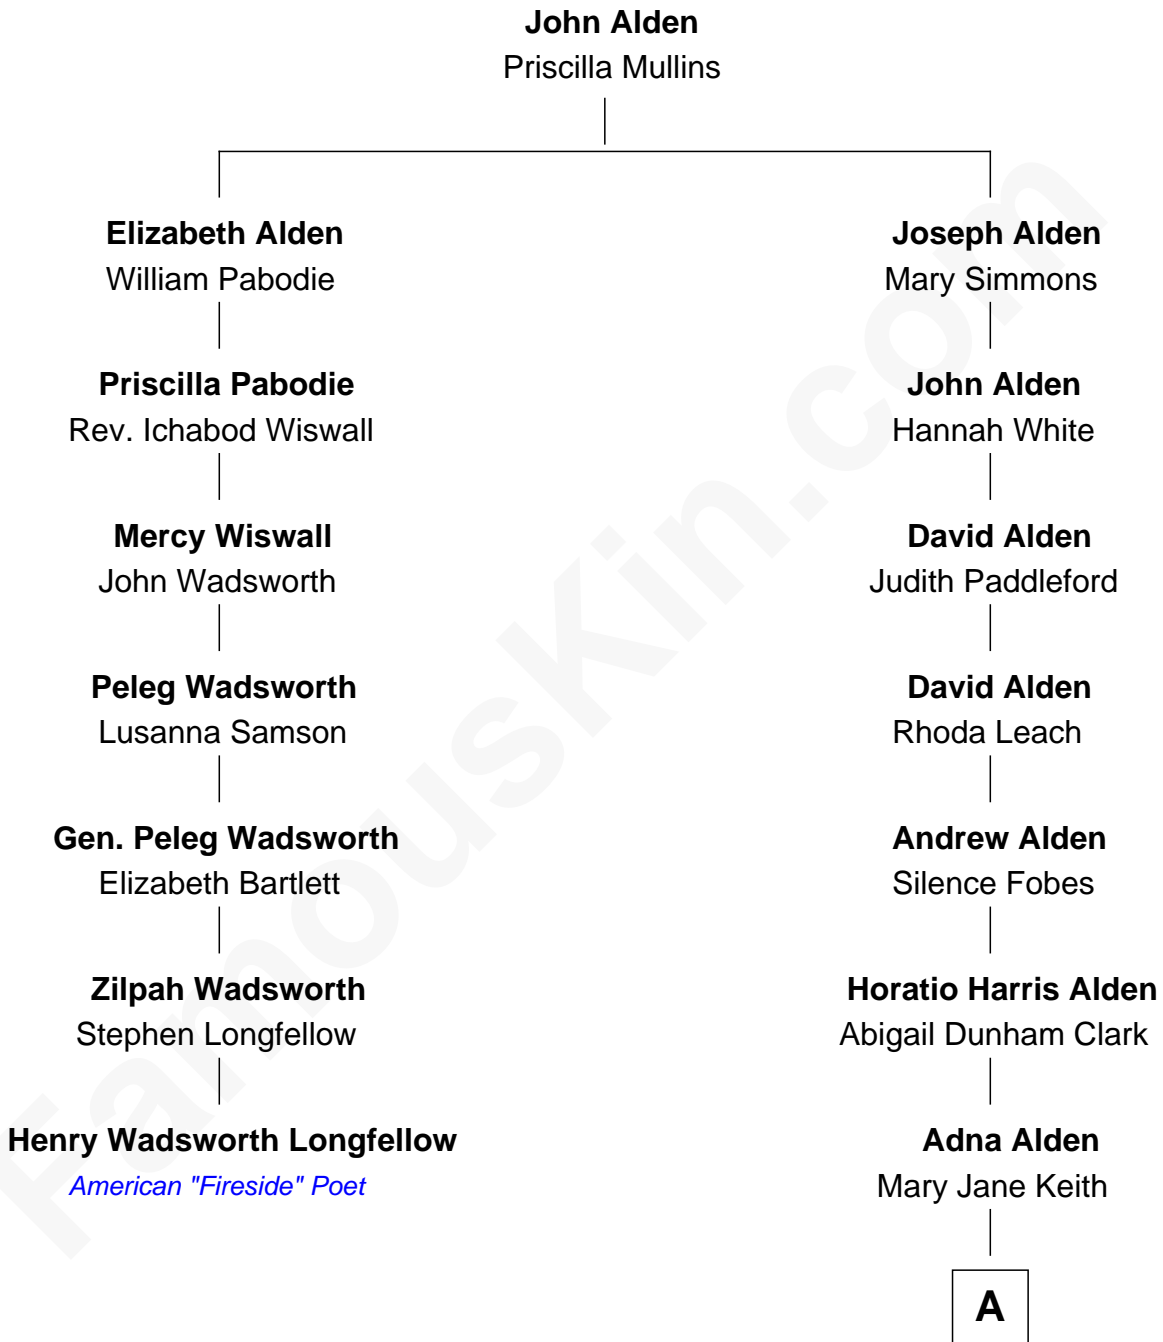 John Alden
Priscilla Mullins
Elizabeth Alden
William Pabodie
Joseph Alden
Mary Simmons
Priscilla Pabodie
Rev. Ichabod Wiswall
John Alden
Hannah White
Mercy Wiswall
John Wadsworth
David Alden
Judith Paddleford
Peleg Wadsworth
Lusanna Samson
David Alden
Rhoda Leach
Gen. Peleg Wadsworth
Elizabeth Bartlett
Andrew Alden
Silence Fobes
Zilpah Wadsworth
Stephen Longfellow
Horatio Harris Alden
Abigail Dunham Clark
Henry Wadsworth Longfellow
American "Fireside" Poet
Adna Alden
Mary Jane Keith
A
FamousKin.com